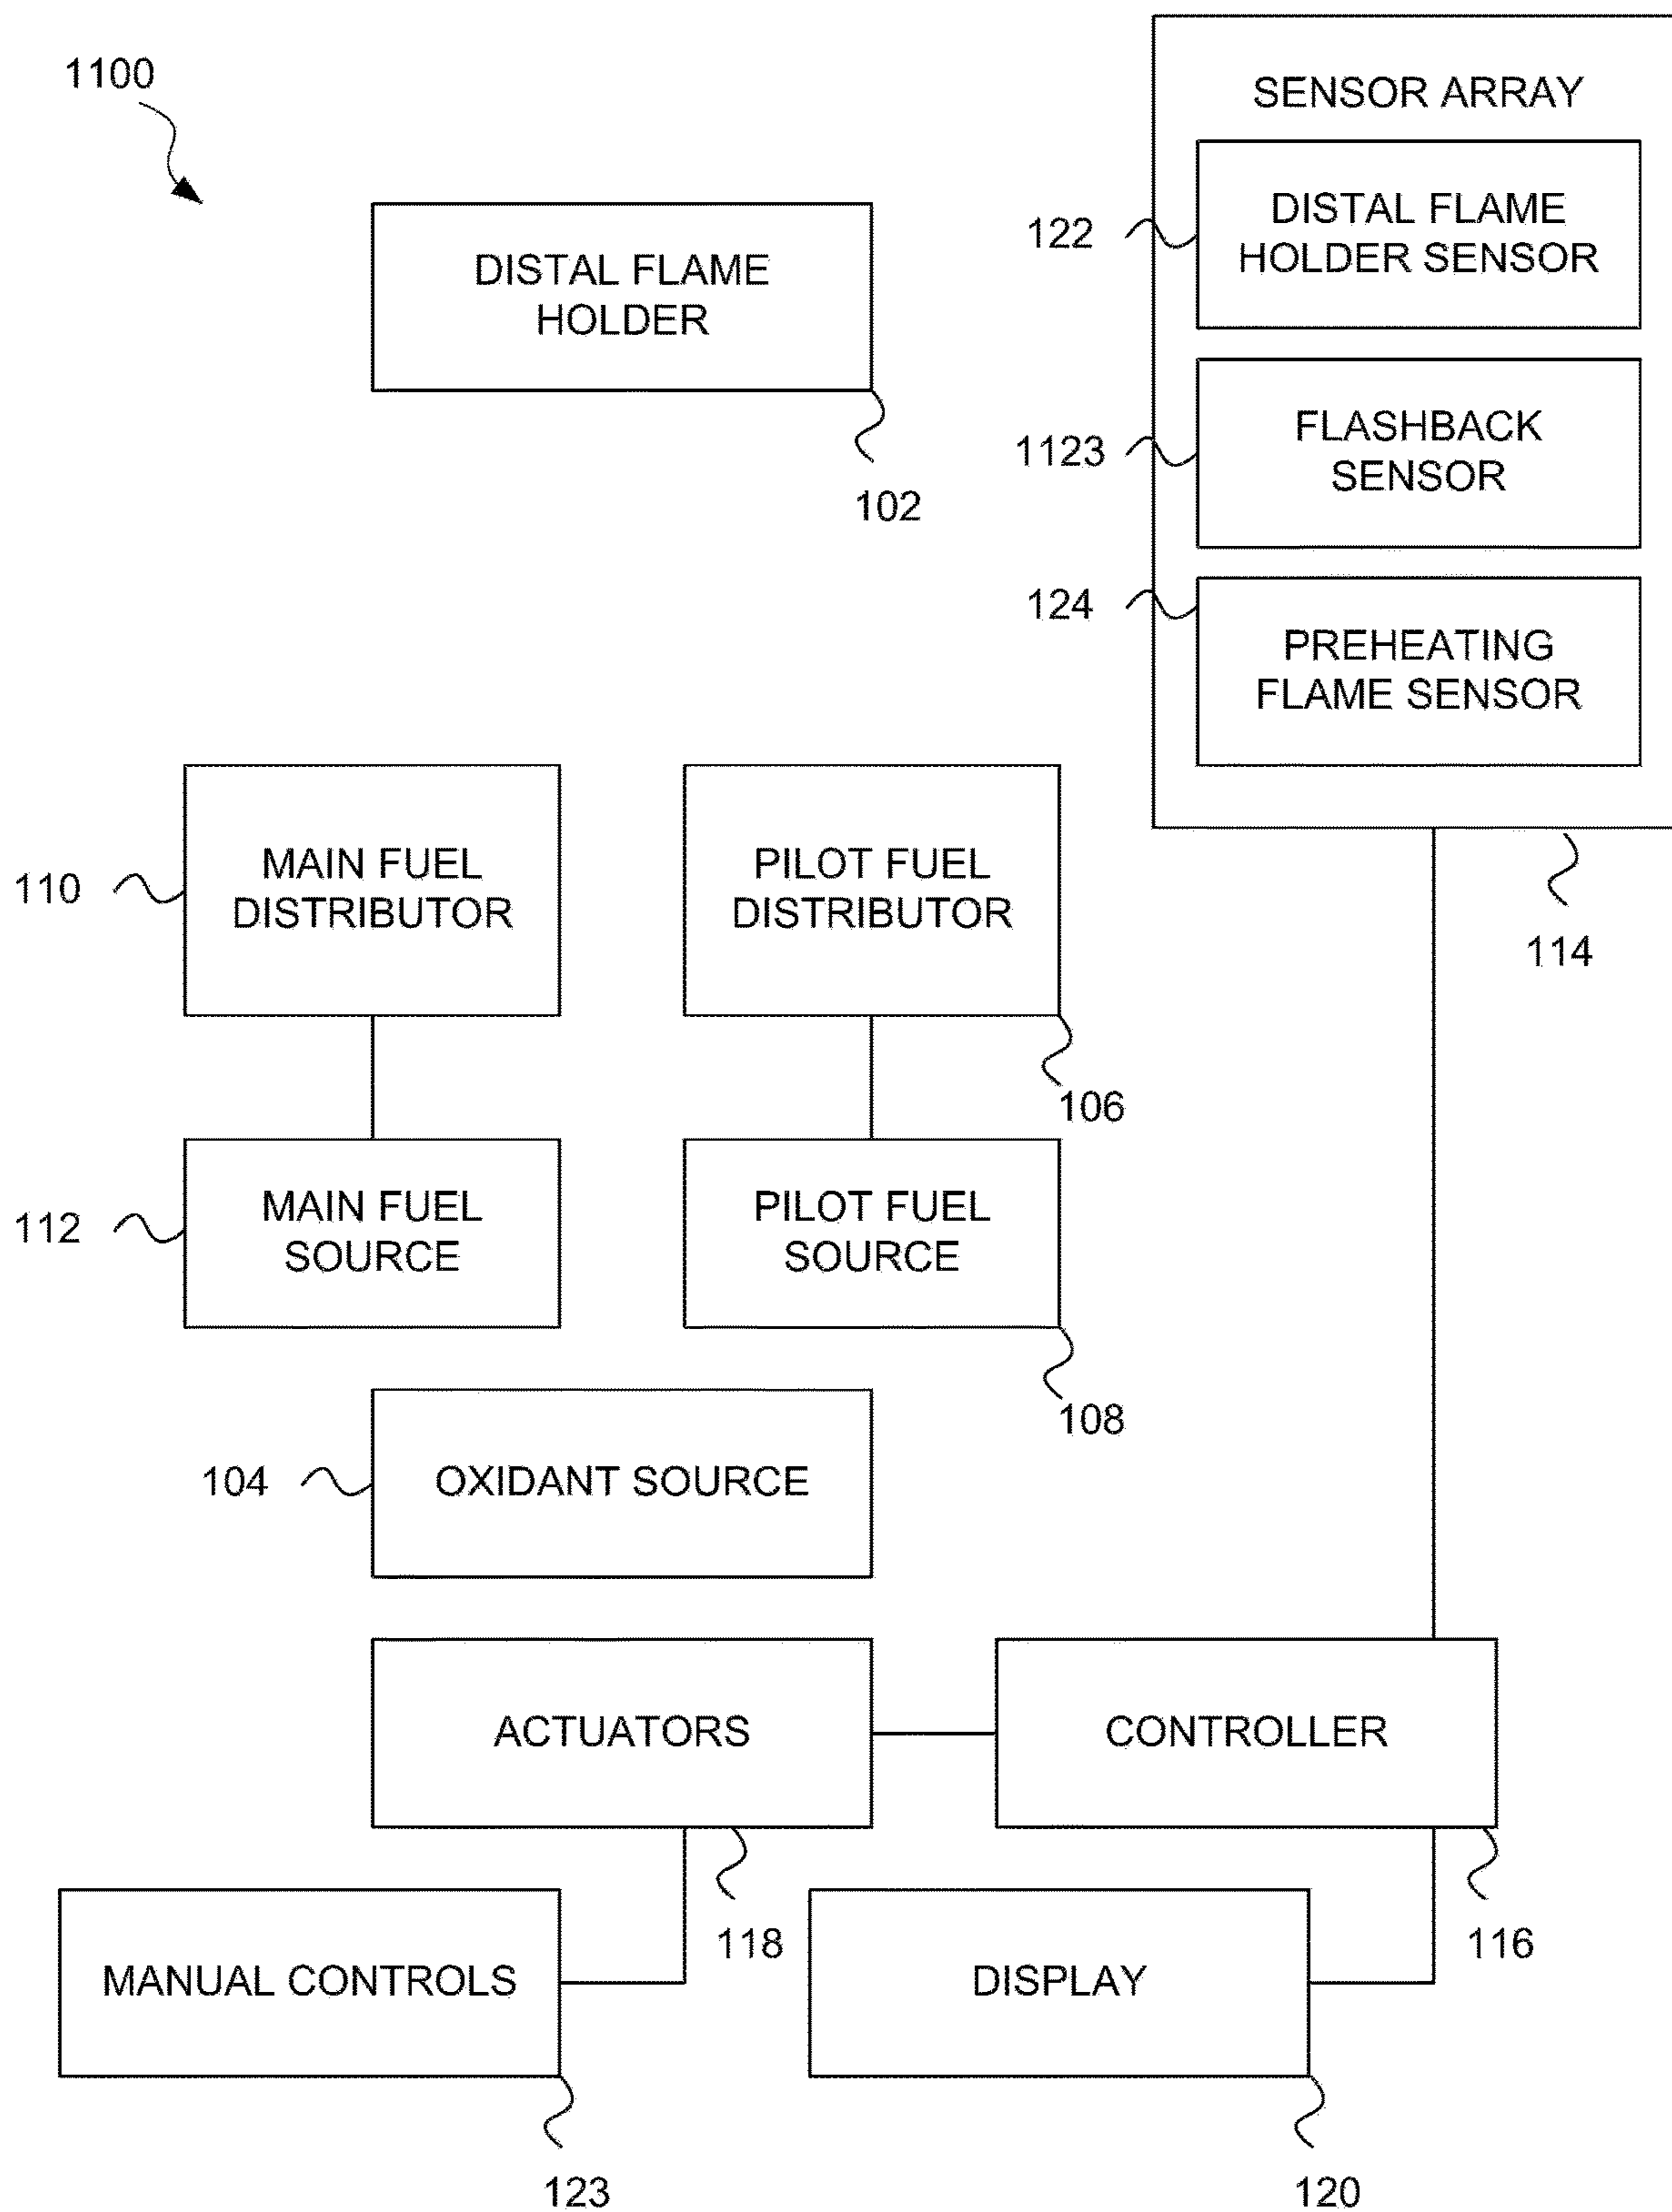 1100
SENSOR ARRAY
DISTAL FLAME
HOLDER SENSOR
122
DISTAL FLAME
HOLDER
102
FLASHBACK
SENSOR
1123
124
PREHEATING
FLAME SENSOR
114
110
MAIN FUEL
DISTRIBUTOR
PILOT FUEL
DISTRIBUTOR
106
112
MAIN FUEL
SOURCE
PILOT FUEL
SOURCE
108
104
OXIDANT SOURCE
ACTUATORS
CONTROLLER
118
116
MANUAL CONTROLS
DISPLAY
123
120